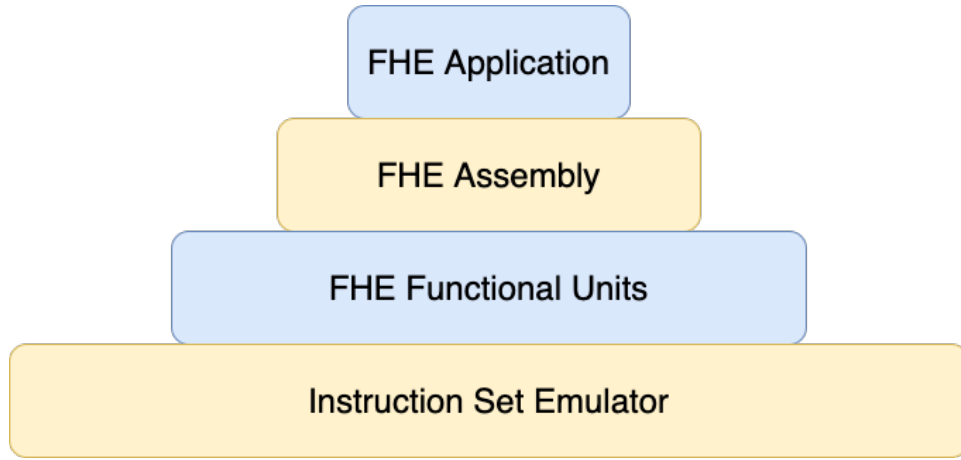 FHE Application
FHE Assembly
FHE Functional Units
Instruction Set Emulator